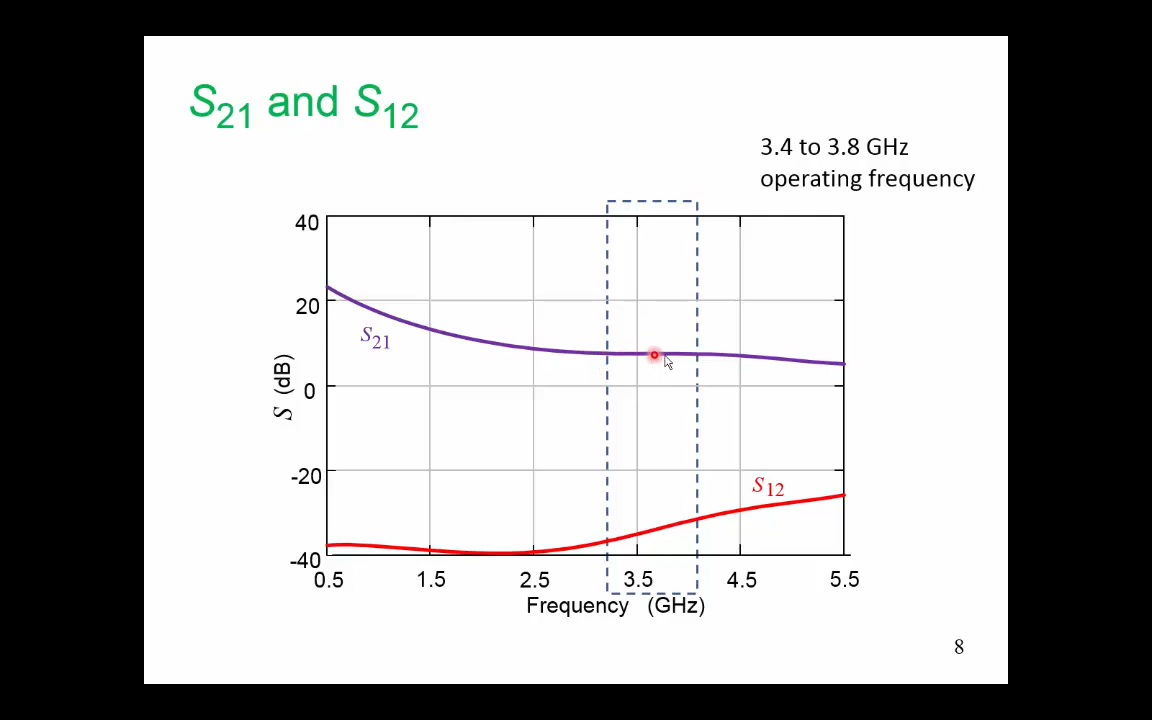 S21 and S12
3.4 to 3.8 GHz
operating frequency
40
20
0
-20
-40
S (dB)
S21
S12
0.5 1.5 2.5 3.5 4.5 5.5
Frequency (GHz)
8